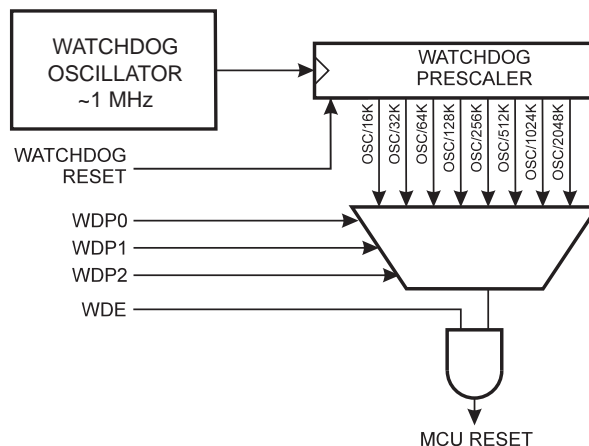 WATCHDOG
OSCILLATOR
~1 MHz
WATCHDOG
PRESCALER
OSC/16K
OSC/32K
OSC/64K
OSC/128K
OSC/256K
OSC/512K
OSC/1024K
OSC/2048K
WATCHDOG
RESET
WDP0
WDP1
WDP2
WDE
MCU RESET